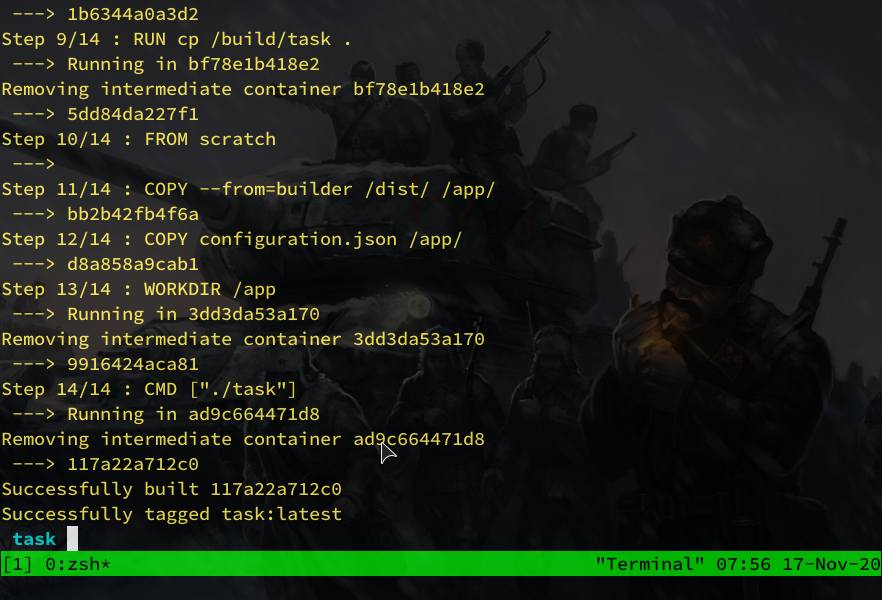 ---> 1b6344a0a3d2
Step 9/14 : RUN cp /build/task .
---> Running in bf78e1b418e2
Removing intermediate container bf78e1b418e2
---> 5dd84da227f1
Step 10/14 : FROM scratch
--->
Step 11/14 : COPY --from=builder /dist/ /app/
---> bb2b42fb4f6a
Step 12/14 : COPY configuration.json /app/
---> d8a858a9cab1
Step 13/14 : WORKDIR /app
---> Running in 3dd3da53a170
Removing intermediate container 3dd3da53a170
---> 9916424aca81
Step 14/14 : CMD ["./task"]
---> Running in ad9c664471d8
Removing intermediate container ad9c664471d8
---> 117a22a712c0
Successfully built 117a22a712c0
Successfully tagged task:latest
task
[1] 0:zsh* "Terminal" 07:56 17-Nov-20